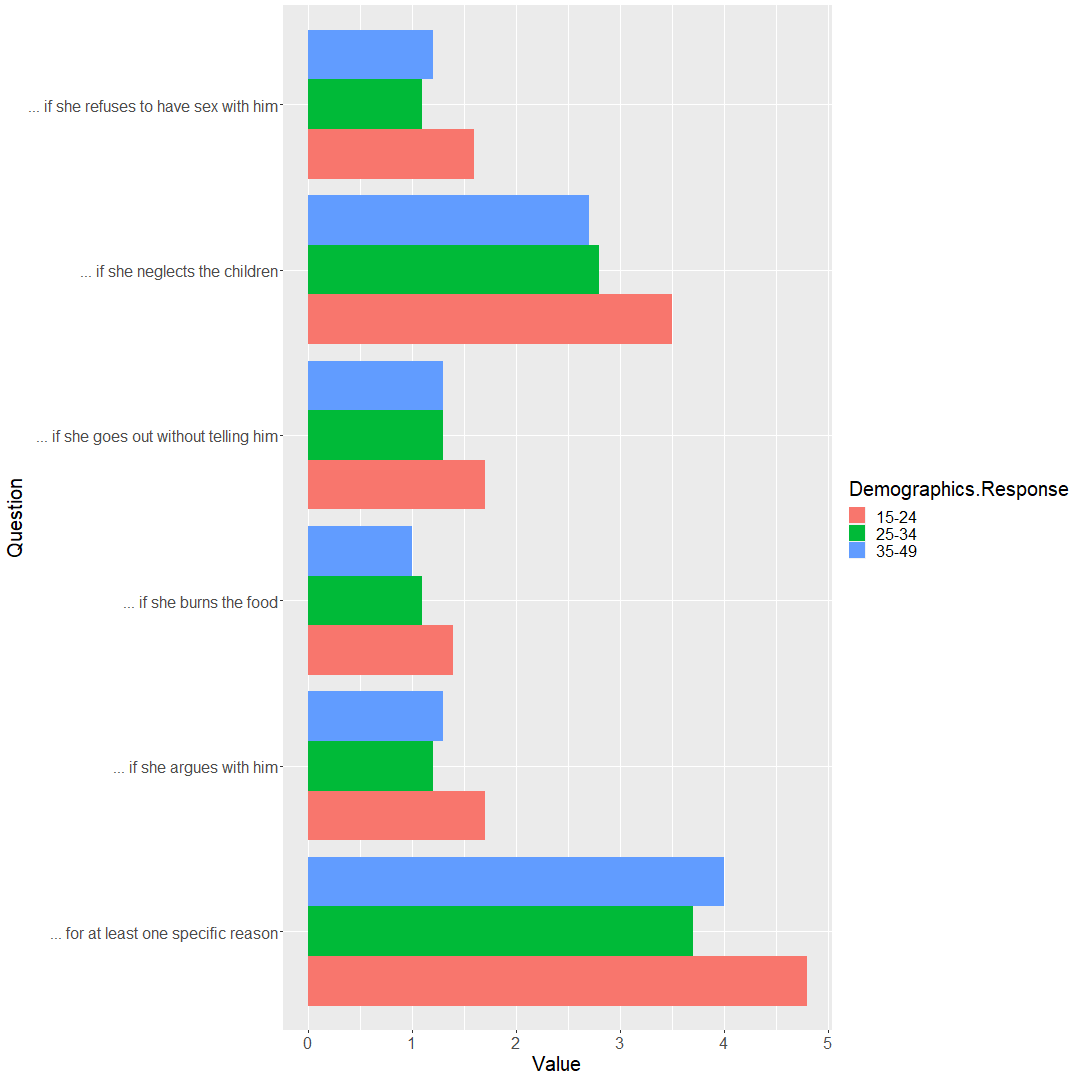 ... if she refuses to have sex with him
... if she neglects the children
... if she goes out without telling him
... if she burns the food
... if she argues with him
... for at least one specific reason
Question
0 1 2 3 4 5
Value
Demographics.Response
15-24
25-34
35-49